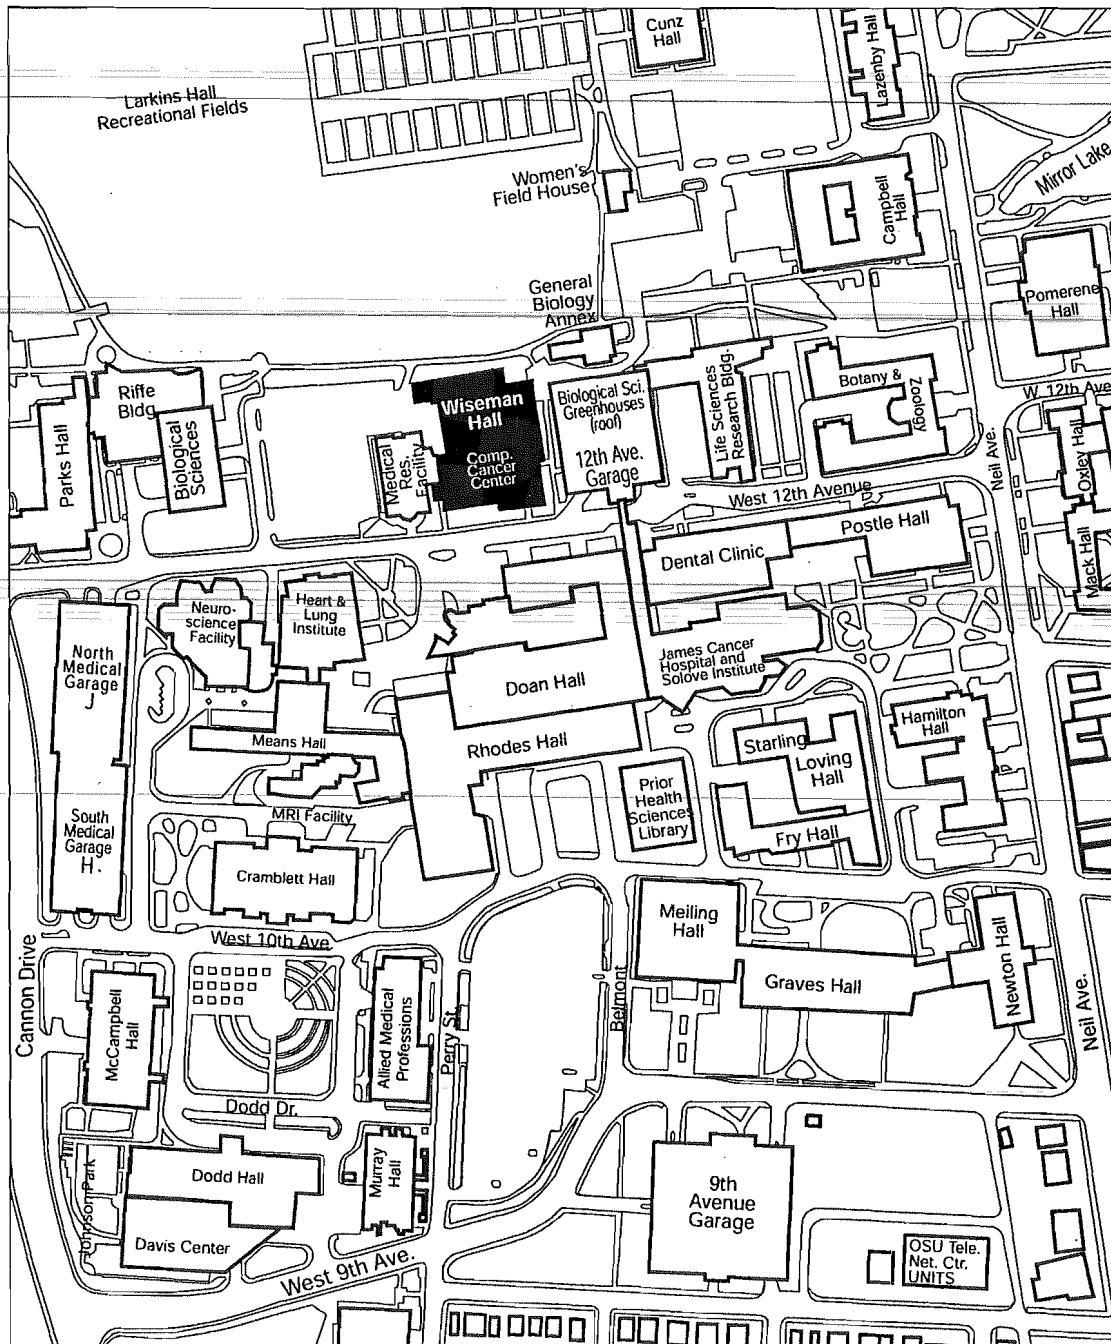 Cunz
Hall
Lazenby Hall
Larkins Hall
Recreational Fields
Mirror Lake
Women's
Field House
Campbell
Hall
General
Biology
Annex
Pomerene
Hall
Riffe
Bldg.
Biological
Sciences
Parks Hall
Wiseman
Hall
Comp.
Cancer
Center
Medical
Res.
Facility
Biological Sci.
Greenhouses
(roof)
12th Ave.
Garage
Life Sciences
Research Bldg.
Botany &
Zoology
W. 12th Ave
Oxley Hall
Neil Ave.
West 12th Avenue
Mack Hall
Dental Clinic
Postle Hall
Neuro-
science
Facility
Heart &
Lung
Institute
North
Medical
Garage
J
James Cancer
Hospital and
Solove Institute
Doan Hall
Means Hall
Rhodes Hall
Hamilton
Hall
Starling
Loving
Hall
Prior
Health
Sciences
Library
Fry Hall
MRI Facility
South
Medical
Garage
H.
Cramblett Hall
West 10th Ave.
Meiling
Hall
Graves Hall
Newton Hall
Cannon Drive
McCampbell
Hall
Allied Medical
Professions
Perry St.
Belmont
Neil Ave.
Dodd Dr.
Dodd Hall
Murray
Hall
Johnson Park
Davis Center
9th
Avenue
Garage
West 9th Ave.
OSU Tele.
Net. Ctr.
UNITS